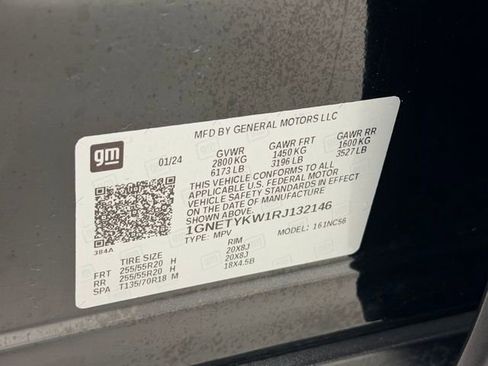 MFD BY GENERAL MOTORS LLC
gm
01/24
GVWR GAWR FRT GAWR RR
2800 KG 1450 KG 1600 KG
6173 LB 3196 LB 3527 LB
THIS VEHICLE CONFORMS TO ALL
APPLICABLE U.S. FEDERAL MOTOR
VEHICLE SAFETY STANDARDS IN EFFECT
ON THE DATE OF MANUFACTURE
SHOWN ABOVE.
1GNETYKW1RJ132146
384A
TYPE: MPV MODEL: 161NC56
TIRE SIZE RIM
FRT 255/55R20 H 20X8J
RR 255/55R20 H 20X8J
SPA T135/70R18 M 18X4.5B